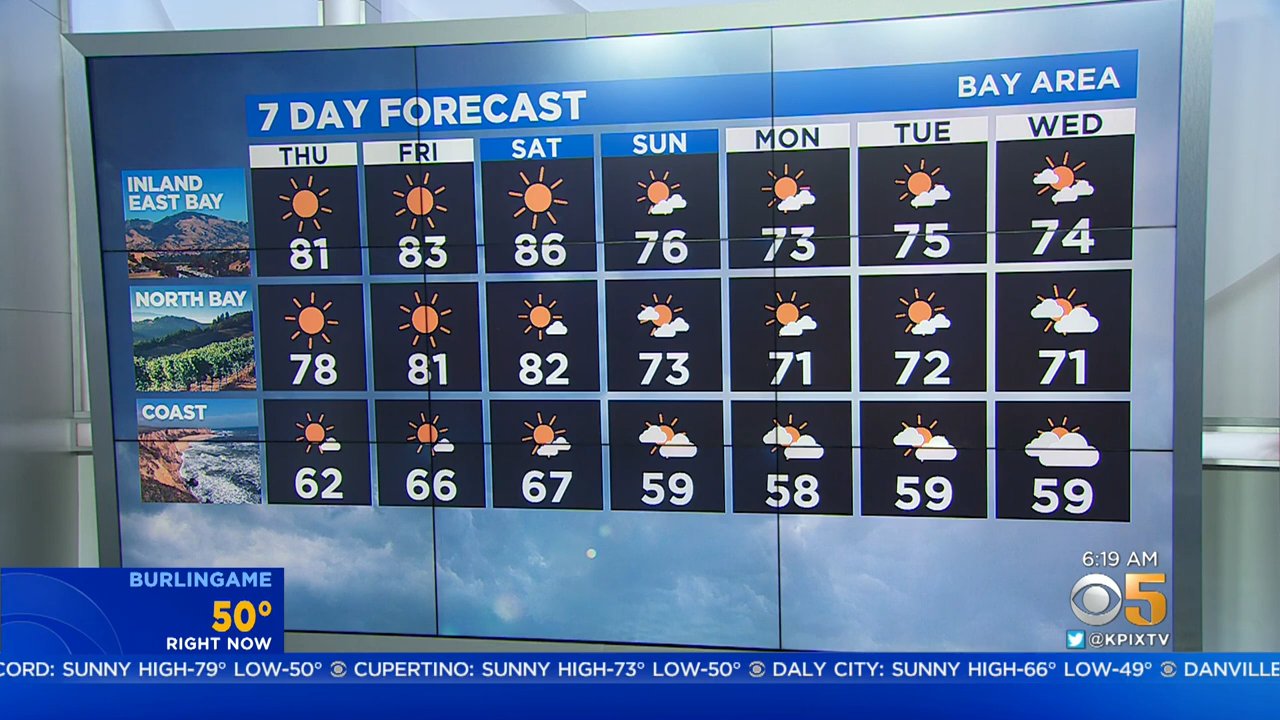 7 DAY FORECAST
BAY AREA
THU FRI SAT SUN MON TUE WED
INLAND
EAST BAY
81 83 86 76 73 75 74
NORTH BAY
78 81 82 73 71 72 71
COAST
62 66 67 59 58 59 59
6:19 AM
5
@KPIXTV
BURLINGAME
50°
RIGHT NOW
CORD: SUNNY HIGH-79° LOW-50° CUPERTINO: SUNNY HIGH-73° LOW-50° DALY CITY: SUNNY HIGH-66° LOW-49° DANVILLE